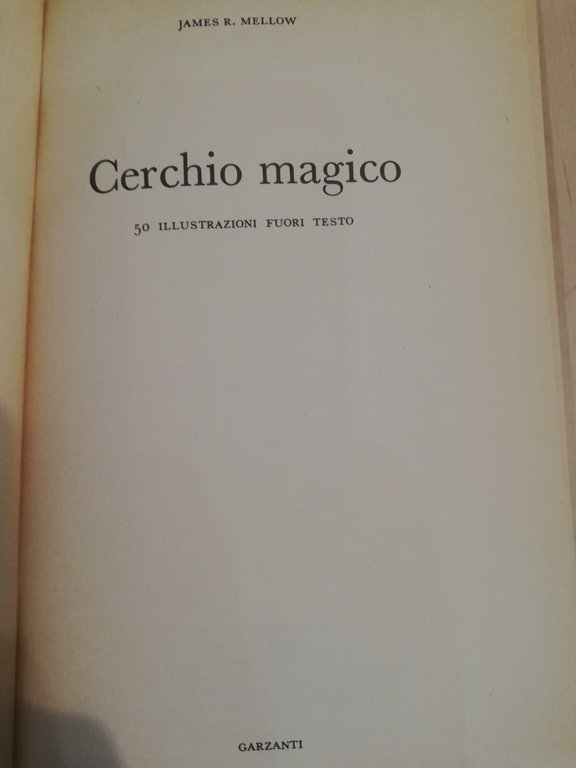 JAMES R. MELLOW
Cerchio magico
50 ILLUSTRAZIONI FUORI TESTO
GARZANTI